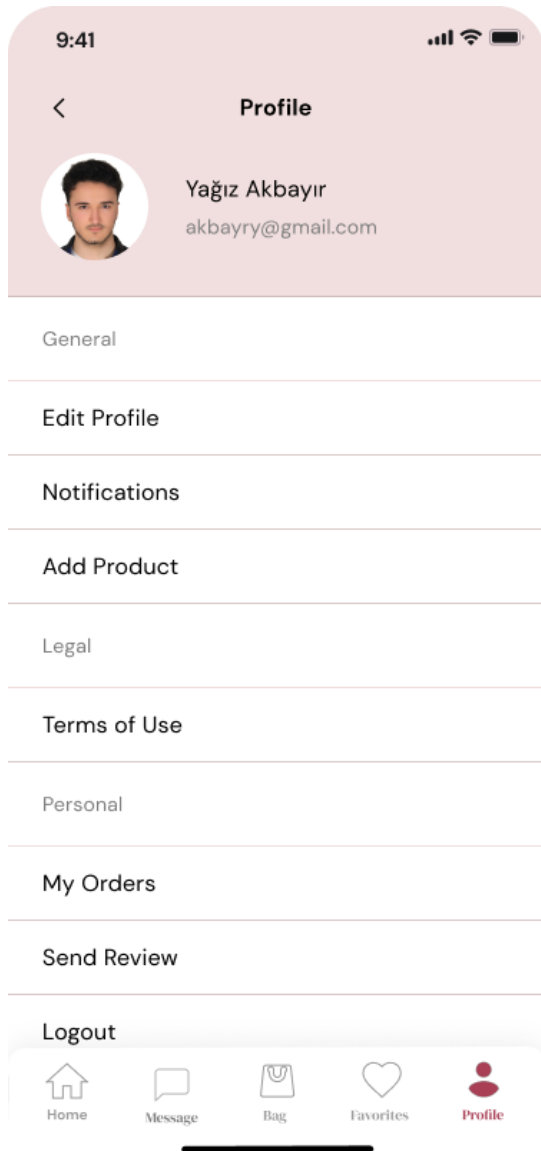 9:41
Profile
Yağız Akbayır
akbayry@gmail.com
General
Edit Profile
Notifications
Add Product
Legal
Terms of Use
Personal
My Orders
Send Review
Logout
Home Message Bag Favorites Profile